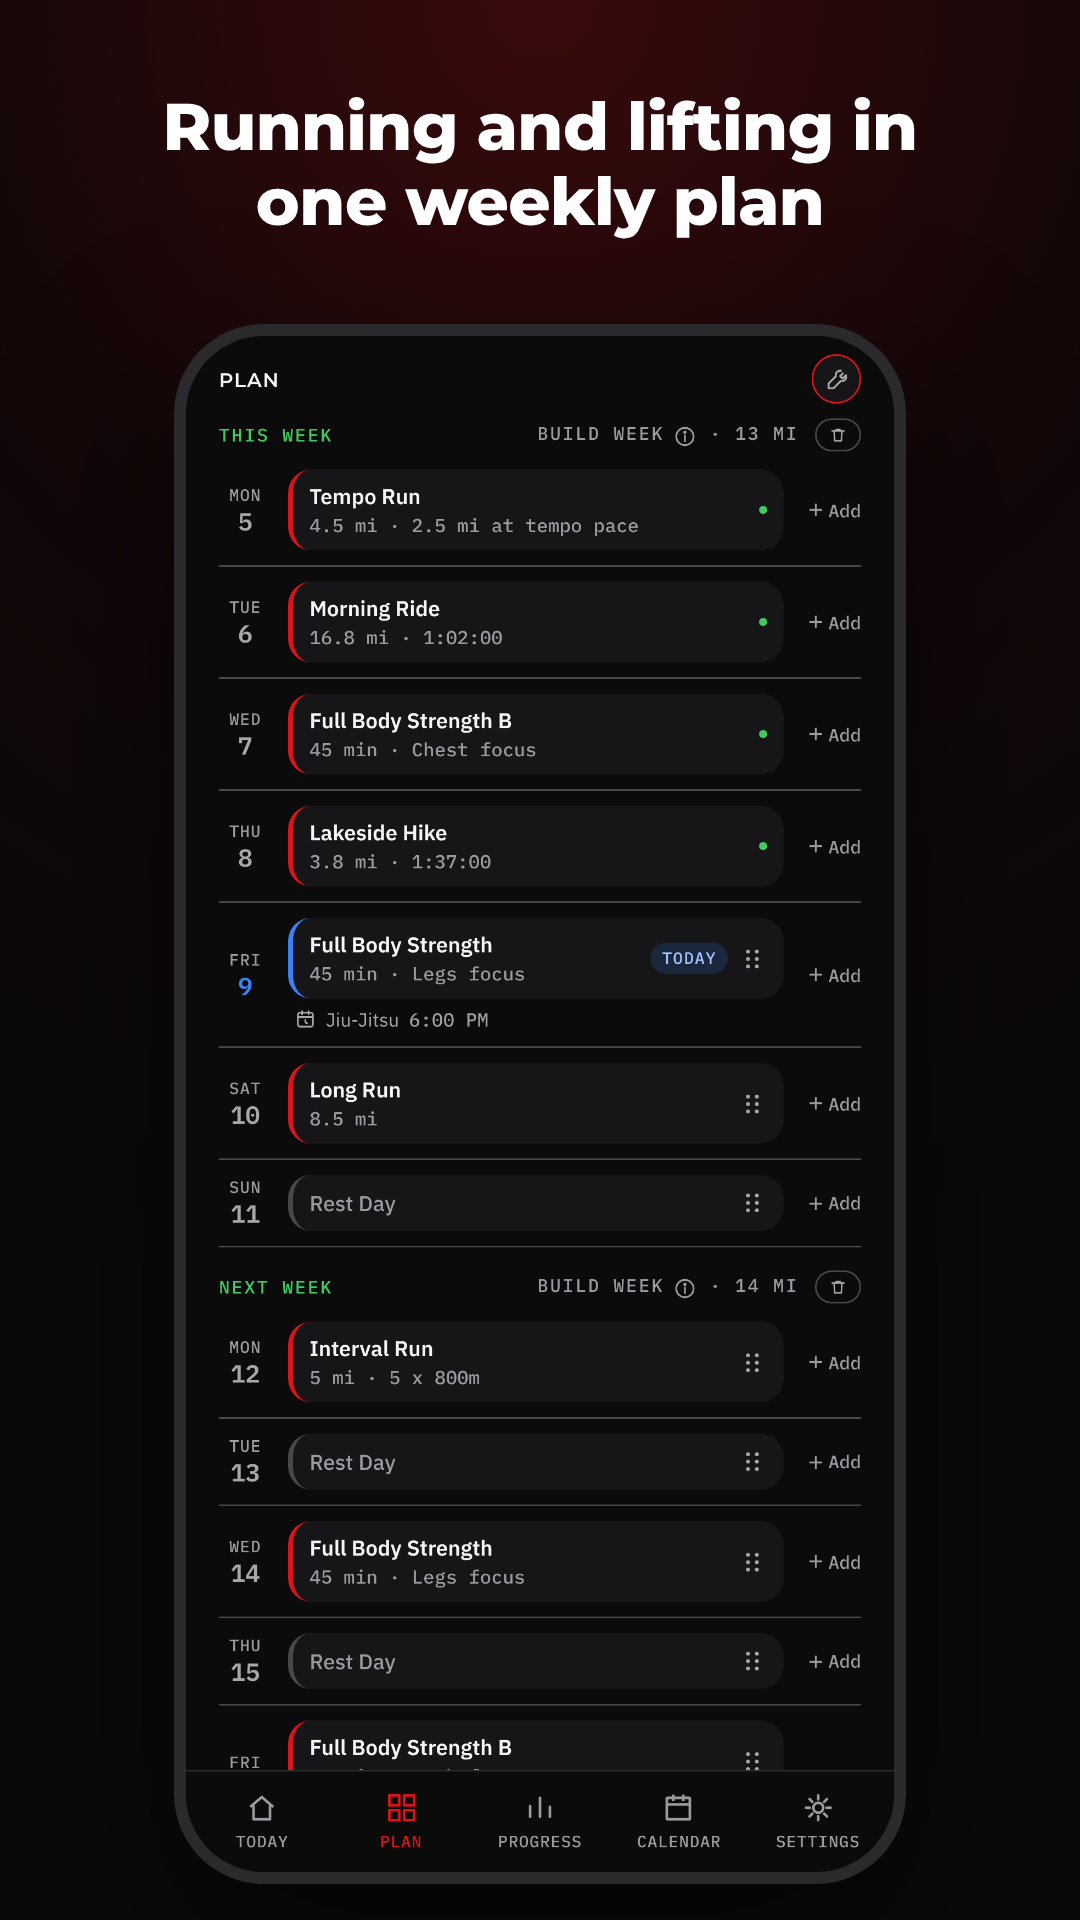 Running and lifting in
one weekly plan
PLAN
THIS WEEK
BUILD WEEK · 13 MI
MON
5
Tempo Run
4.5 mi · 2.5 mi at tempo pace
+ Add
TUE
6
Morning Ride
16.8 mi · 1:02:00
+ Add
WED
7
Full Body Strength B
45 min · Chest focus
+ Add
THU
8
Lakeside Hike
3.8 mi · 1:37:00
+ Add
FRI
9
Full Body Strength
45 min · Legs focus
TODAY
+ Add
Jiu-Jitsu 6:00 PM
SAT
10
Long Run
8.5 mi
+ Add
SUN
11
Rest Day
+ Add
NEXT WEEK
BUILD WEEK · 14 MI
MON
12
Interval Run
5 mi · 5 x 800m
+ Add
TUE
13
Rest Day
+ Add
WED
14
Full Body Strength
45 min · Legs focus
+ Add
THU
15
Rest Day
+ Add
FRI
Full Body Strength B
TODAY
PLAN
PROGRESS
CALENDAR
SETTINGS